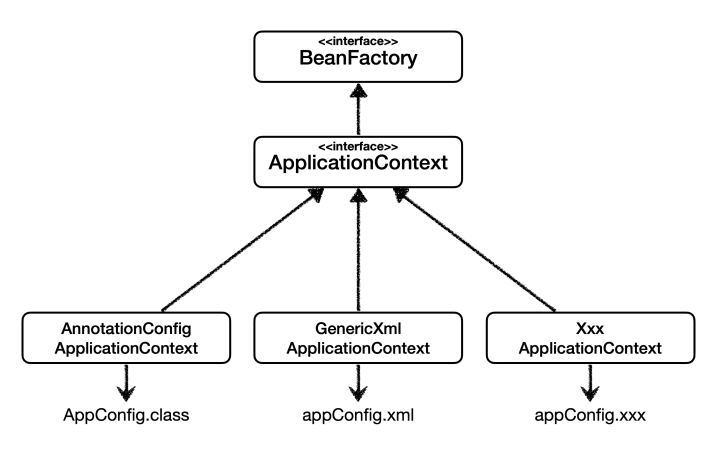 <<interface>>
BeanFactory
<<interface>>
ApplicationContext
AnnotationConfig
ApplicationContext
GenericXml
ApplicationContext
Xxx
ApplicationContext
AppConfig.class
appConfig.xml
appConfig.xxx